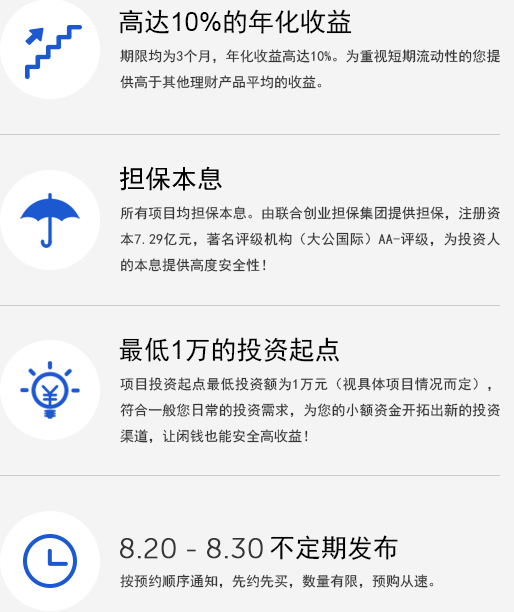 高达10%的年化收益
期限均为3个月，年化收益高达10%。为重视短期流动性的您提
供高于其他理财产品平均的收益。
担保本息
所有项目均担保本息。由联合创业担保集团提供担保，注册资
本7.29亿元，著名评级机构（大公国际）AA-评级，为投资人
的本息提供高度安全性！
最低1万的投资起点
项目投资起点最低投资额为1万元（视具体项目情况而定），
符合一般您日常的投资需求，为您的小额资金开拓出新的投资
渠道，让闲钱也能安全高收益！
8.20 - 8.30 不定期发布
按预约顺序通知，先约先买，数量有限，预购从速。